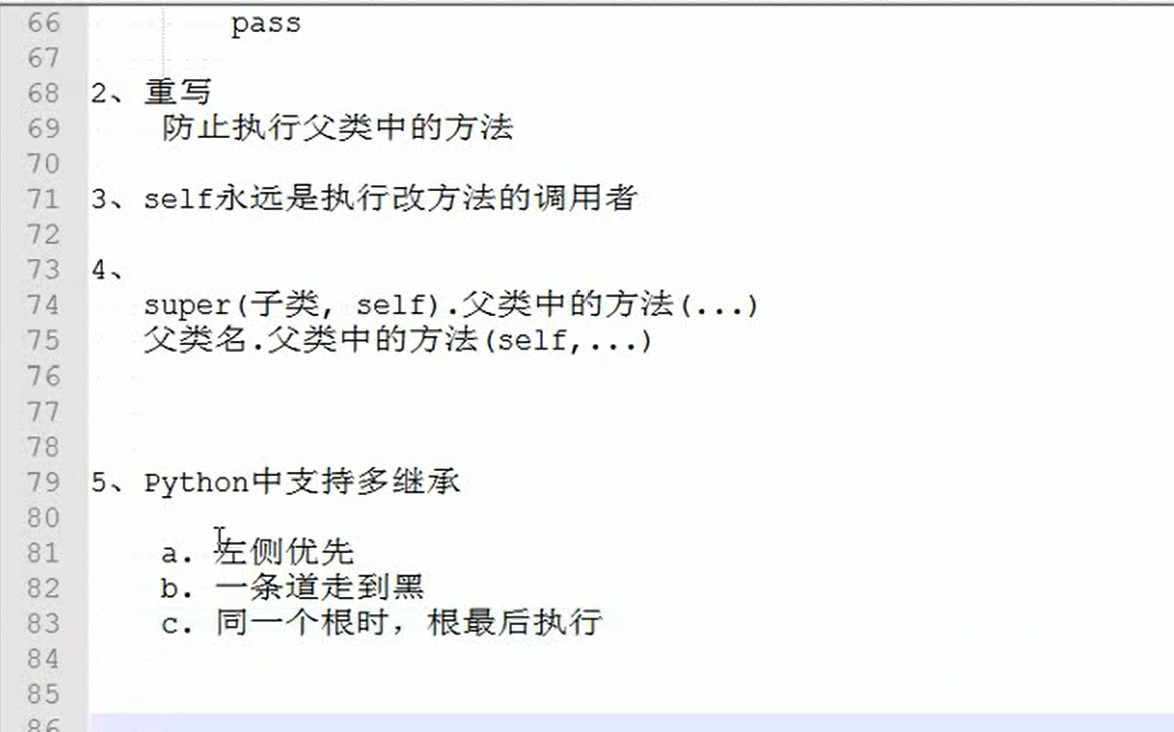 66 pass
67
68 2、重写
69 防止执行父类中的方法
70
71 3、self永远是执行改方法的调用者
72
73 4、
74 super(子类, self).父类中的方法(...)
75 父类名.父类中的方法(self,...)
76
77
78
79 5、Python中支持多继承
80
81 a. 左侧优先
82 b. 一条道走到黑
83 c. 同一个根时，根最后执行
84
85
86